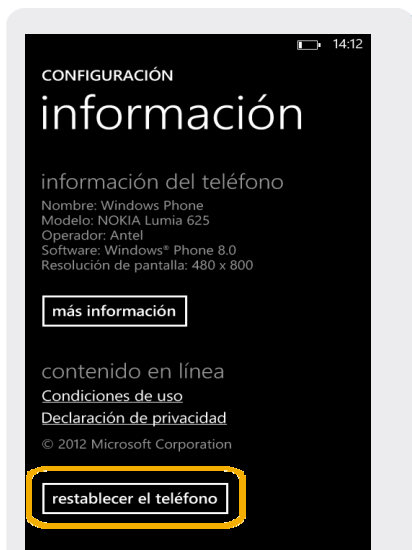 14:12
CONFIGURACIÓN
información
información del teléfono
Nombre: Windows Phone
Modelo: NOKIA Lumia 625
Operador: Antel
Software: Windows® Phone 8.0
Resolución de pantalla: 480 x 800
más información
contenido en línea
Condiciones de uso
Declaración de privacidad
© 2012 Microsoft Corporation
restablecer el teléfono